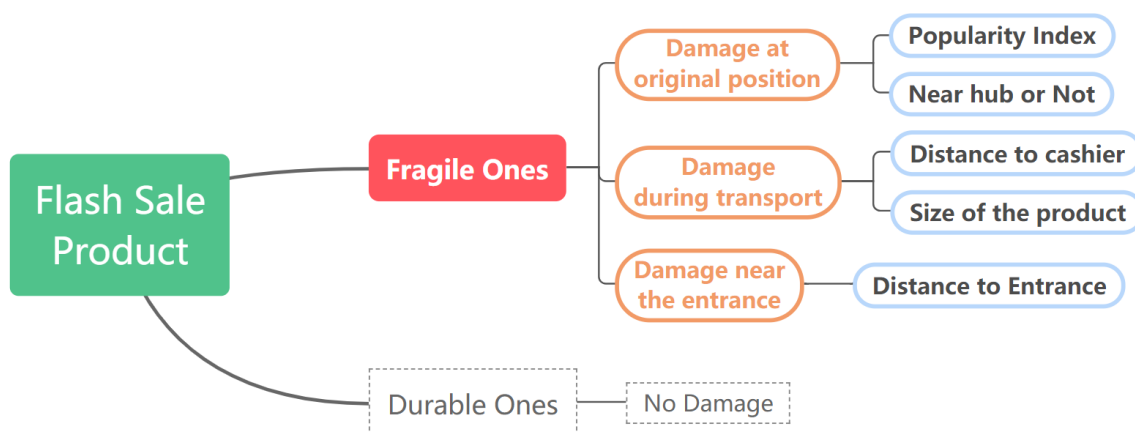 Flash Sale
Product
Fragile Ones
Damage at
original position
Popularity Index
Near hub or Not
Damage
during transport
Distance to cashier
Size of the product
Damage near
the entrance
Distance to Entrance
Durable Ones
No Damage